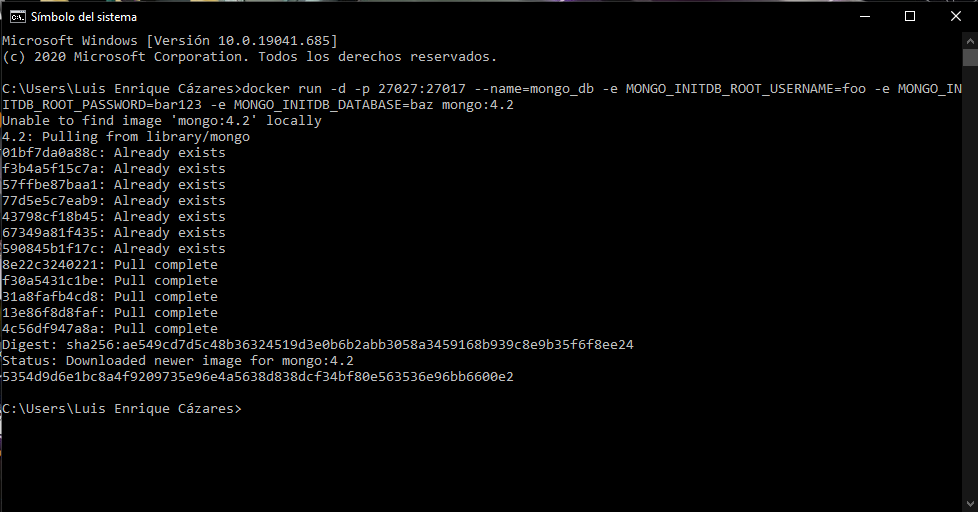 Símbolo del sistema
Microsoft Windows [Versión 10.0.19041.685]
(c) 2020 Microsoft Corporation. Todos los derechos reservados.
C:\Users\Luis Enrique Cázares>docker run -d -p 27027:27017 --name=mongo_db -e MONGO_INITDB_ROOT_USERNAME=foo -e MONGO_IN
ITDB_ROOT_PASSWORD=bar123 -e MONGO_INITDB_DATABASE=baz mongo:4.2
Unable to find image 'mongo:4.2' locally
4.2: Pulling from library/mongo
01bf7da0a88c: Already exists
f3b4a5f15c7a: Already exists
57ffbe87baa1: Already exists
77d5e5c7eab9: Already exists
43798cf18b45: Already exists
67349a81f435: Already exists
590845b1f17c: Already exists
8e22c3240221: Pull complete
f30a5431c1be: Pull complete
31a8fafb4cd8: Pull complete
13e86f8d8faf: Pull complete
4c56df947a8a: Pull complete
Digest: sha256:ae549cd7d5c48b36324519d3e0b6b2abb3058a3459168b939c8e9b35f6f8ee24
Status: Downloaded newer image for mongo:4.2
5354d9d6e1bc8a4f9209735e96e4a5638d838dcf34bf80e563536e96bb6600e2
C:\Users\Luis Enrique Cázares>